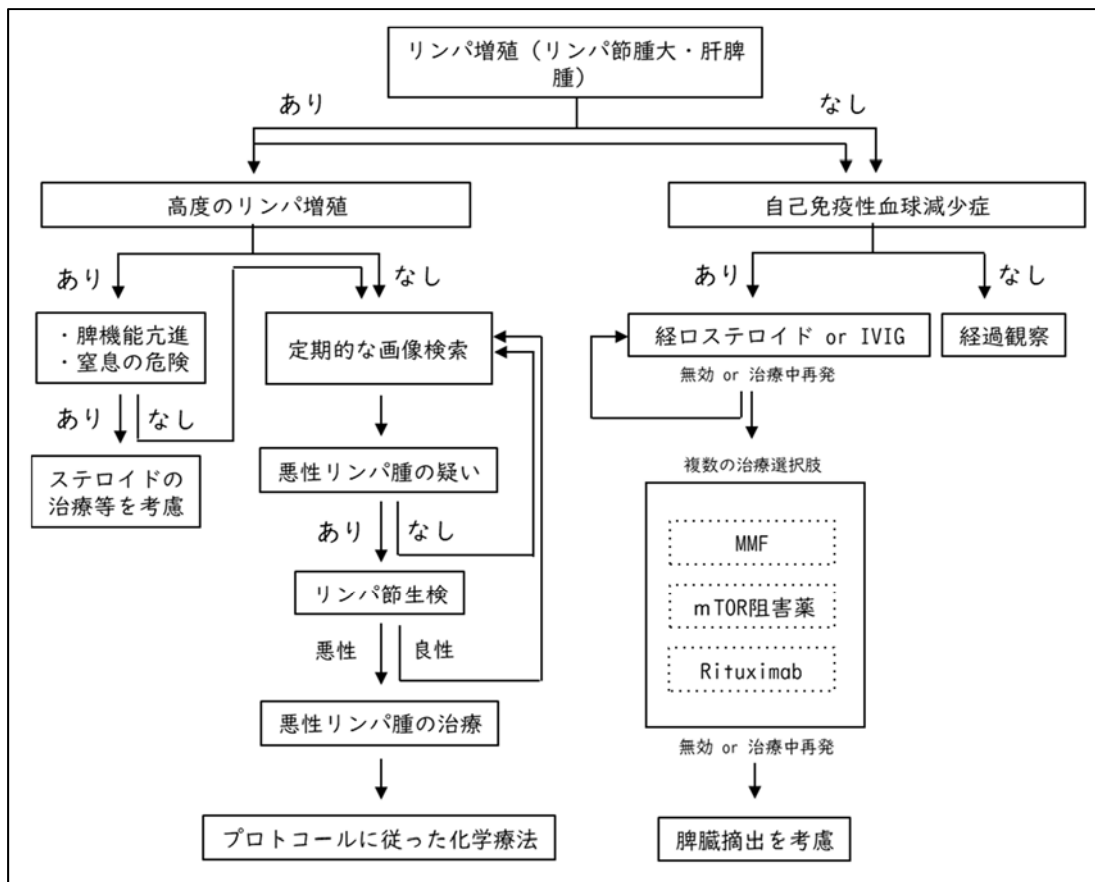 リンパ増殖（リンパ節腫大・肝脾
腫）
あり
なし
高度のリンパ増殖
自己免疫性血球減少症
あり
なし
あり
なし
・脾機能亢進
・窒息の危険
定期的な画像検索
経口ステロイド or IVIG
経過観察
無効 or 治療中再発
あり
なし
ステロイドの
治療等を考慮
悪性リンパ腫の疑い
複数の治療選択肢
あり
なし
MMF
リンパ節生検
mTOR阻害薬
悪性
良性
Rituximab
悪性リンパ腫の治療
無効 or 治療中再発
プロトコールに従った化学療法
脾臓摘出を考慮